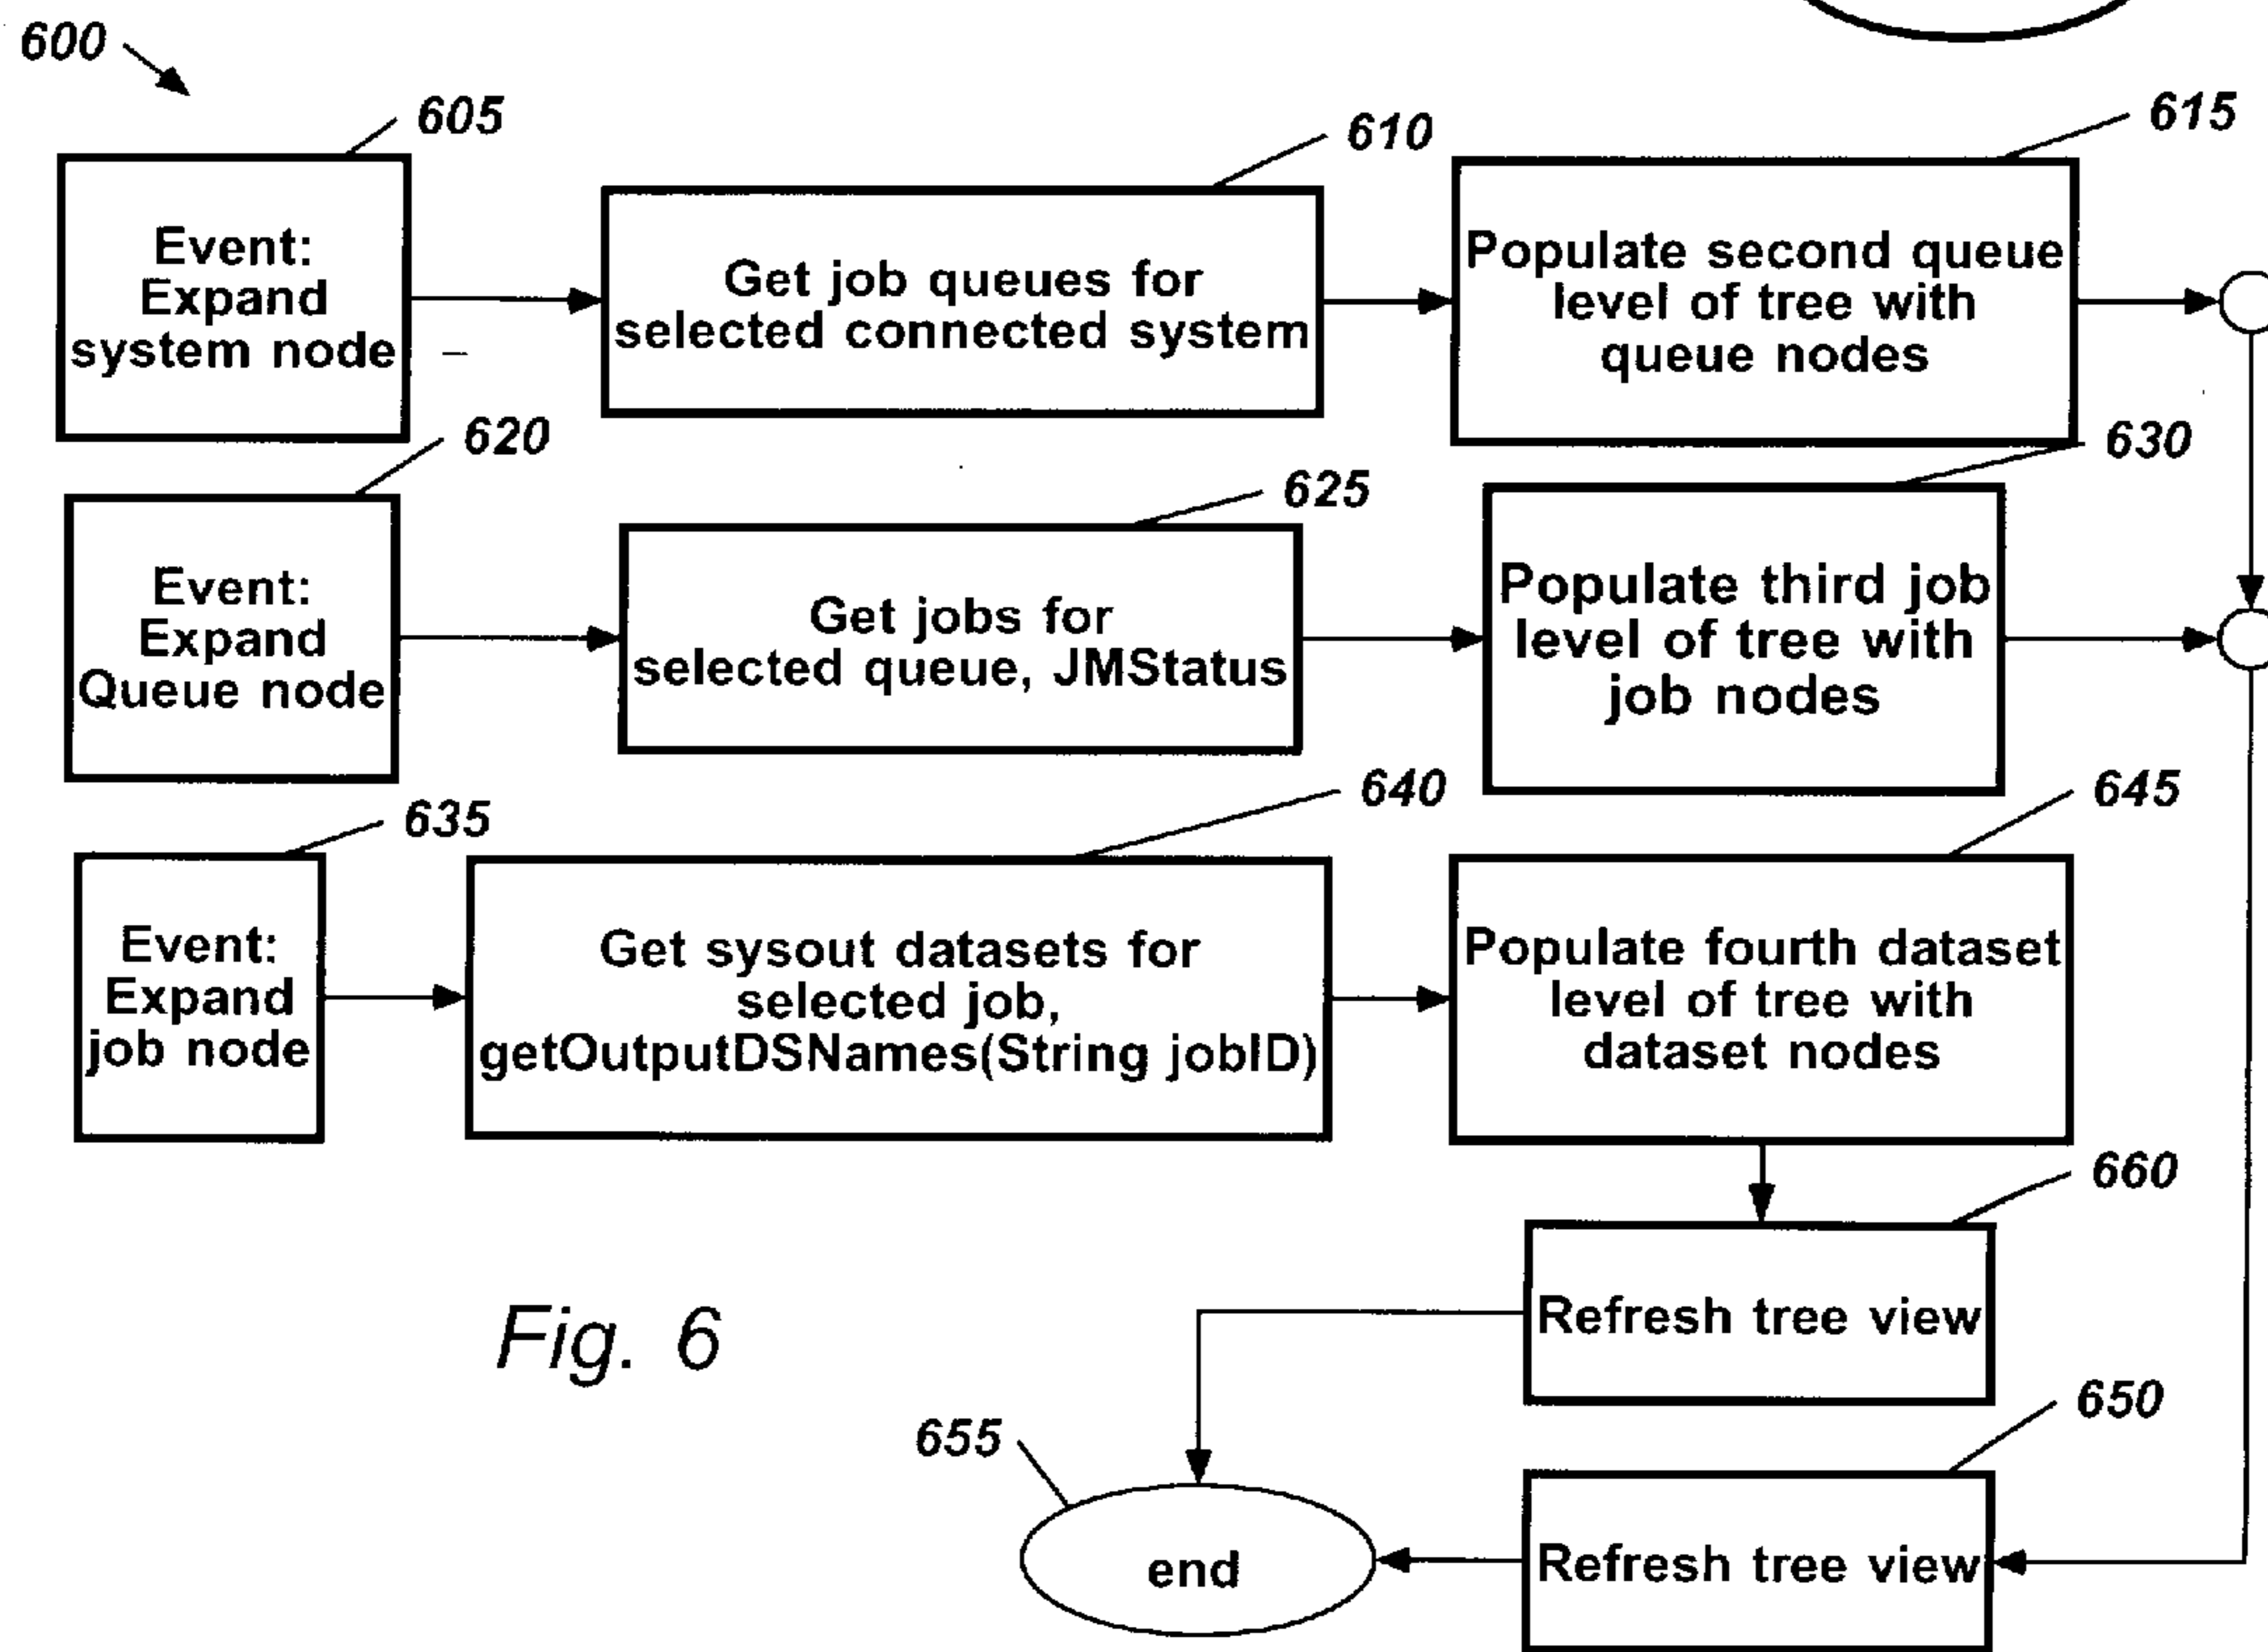 600
605
610
615
Event:
Expand
system node
Get job queues for
selected connected system
Populate second queue
level of tree with
queue nodes
620
625
630
Event:
Expand
Queue node
Get jobs for
selected queue, JMStatus
Populate third job
level of tree with
job nodes
635
640
645
Event:
Expand
job node
Get sysout datasets for
selected job,
getOutputDSNames(String jobID)
Populate fourth dataset
level of tree with
dataset nodes
660
Refresh tree view
Fig. 6
650
655
end
Refresh tree view